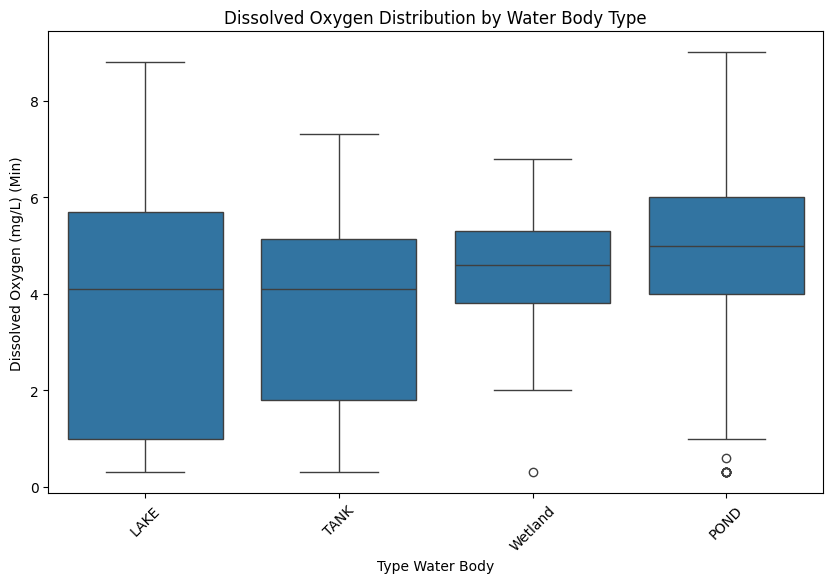 Dissolved Oxygen Distribution by Water Body Type
Dissolved Oxygen (mg/L) (Min)
8
6
4
2
0
LAKE
TANK
Wetland
POND
Type Water Body